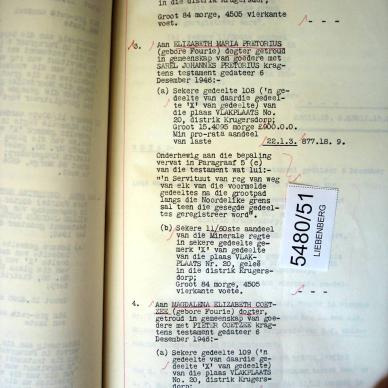 in die distrik Krugersdorp,
Groot 84 morge, 4505 vierkante
voet.
3. Aan ELIZABETH MARIA PRETORIUS
(gebore Fourie) dogter getroud
in gemeenskap van goedere met
SAREL JOHANNES PRETORIUS krag-
tens testament gedateer 6
Desember 1946:-
(a) Sekere gedeelte 108 ('n ge-
deelte van daardie gedeel-
te 'X' van gedeelte) van
die plaas VLAKPLAATS No.
20, distrik Krugersdorp;
Groot 15.4095 morge £900.0.0.
Min pro-rata aandeel
van laste 22.1.3. 877.18. 9.
Onderhewig aan die bepaling
vervat in Paragraaf 5 (c)
van die testament wat lui:-
"'n Servituut van reg van weg
van elk van die voormelde
gedeeltes na die grootpad
langs die Noordelike grens
sal teen die gesegde gedeel-
tes geregistreer word".
(b) Sekere 11/60ste aandeel
van die Minerale regte
in sekere gedeelte ge-
merk 'X' van gedeelte
van die plaas VLAK-
PLAATS Nr. 20, geleë
in die distrik Krugers-
dorp;
Groot 84 morge, 4505
vierkante voete.
5480/51
LIEBENBERG
4. Aan MAGDALENA ELIZABETH COET-
ZEE (gebore Fourie) dogter,
getroud in gemeenskap van goe-
dere met PIETER COETZEE krag-
tens testament gedateer 6
Desember 1946:-
(a) Sekere gedeelte 109 ('n
gedeelte van daardie ge-
deelte 'X' van gedeelte)
van die plaas VLAKPLAATS
No. 20, distrik Krugers-
dorp;